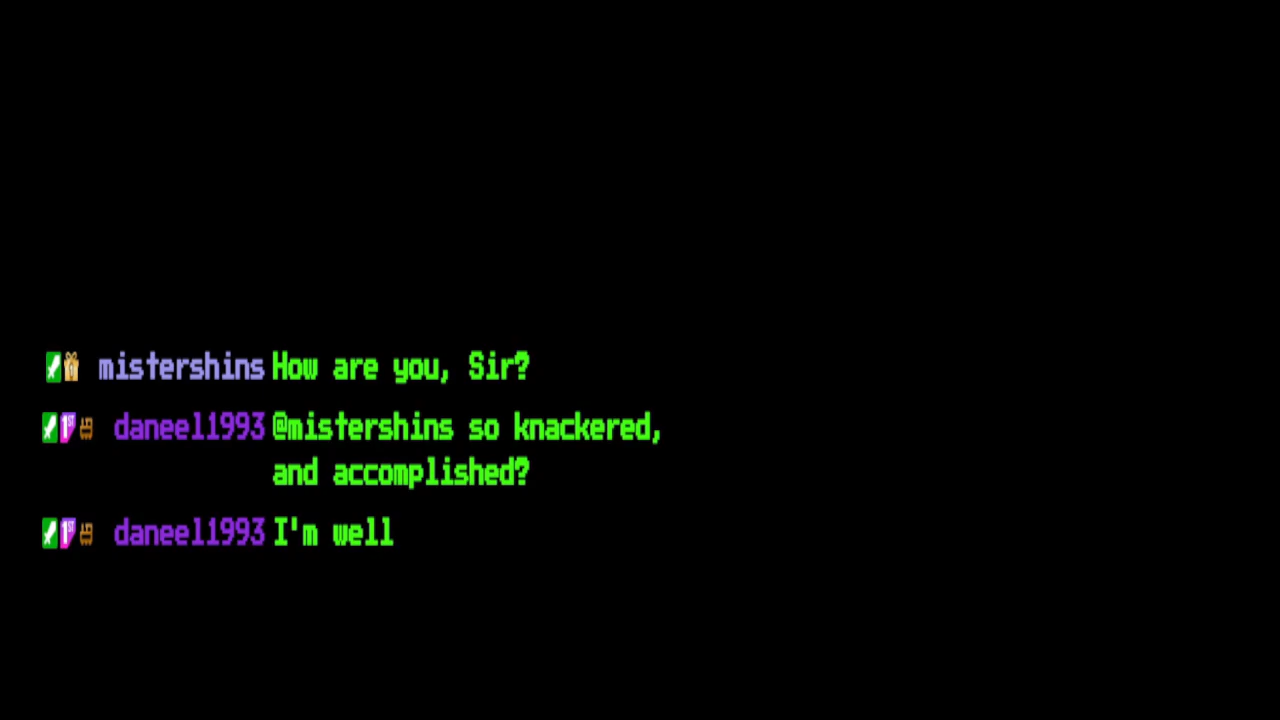 mistershins How are you, Sir?
daneel1993 @mistershins so knackered,
and accomplished?
daneel1993 I'm well